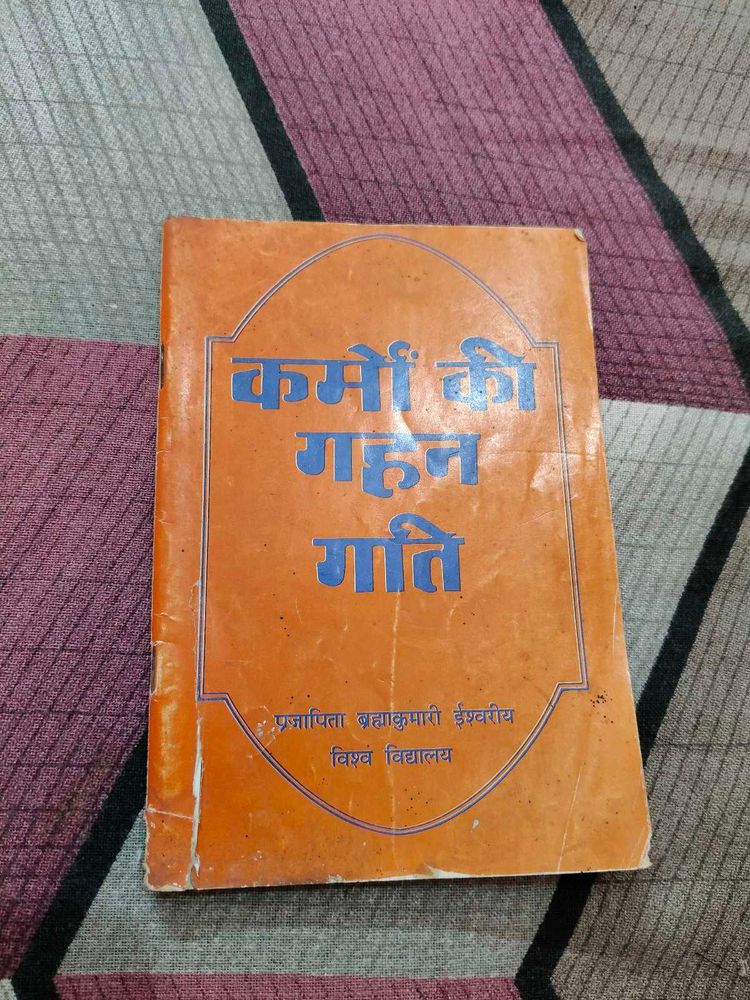 कर्मों की
गहन
गति
प्रजापिता ब्रह्माकुमारी ईश्वरीय
विश्व विद्यालय